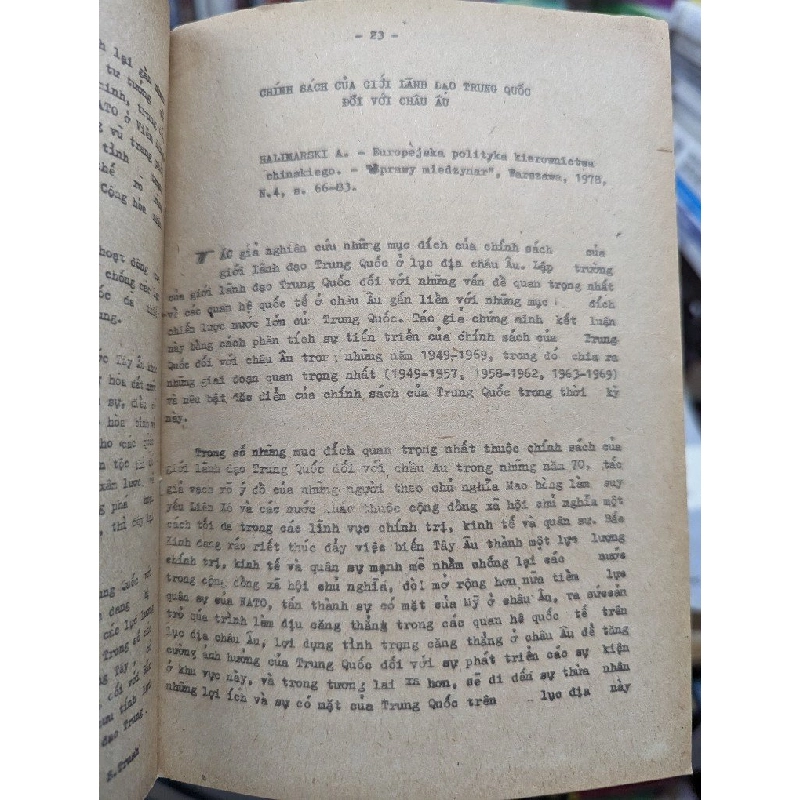 - 23 -
CHÍNH SÁCH CỦA GIỚI LÃNH ĐẠO TRUNG QUỐC
ĐỐI VỚI CHÂU ÂU
HALIMARSKI A. - Europejska polityka kierownictwa
chinskiego. - "Sprawy miedzynar", Warszawa, 1978,
N.4, s. 66-83.
Tác giả nghiên cứu những mục đích của chính sách của
giới lãnh đạo Trung Quốc ở lục địa châu Âu. Lập trường
của giới lãnh đạo Trung Quốc đối với những vấn đề quan trọng nhất
về các quan hệ quốc tế ở châu Âu gắn liền với những mục đích
chiến lược nước lớn của Trung Quốc. Tác giả chứng minh kết luận
này bằng cách phân tích sự tiến triển của chính sách của Trung
Quốc đối với châu Âu trong những năm 1949-1969, trong đó chia ra
những giai đoạn quan trọng nhất (1949-1957, 1958-1962, 1963-1969)
và nêu bật đặc điểm của chính sách của Trung Quốc trong thời kỳ
này.
Trong số những mục đích quan trọng nhất thuộc chính sách của
giới lãnh đạo Trung Quốc đối với châu Âu trong những năm 70, tác
giả vạch rõ ý đồ của những người theo chủ nghĩa Mao hòng làm suy
yếu Liên Xô và các nước khác thuộc cộng đồng xã hội chủ nghĩa một
cách tối đa trong các lĩnh vực chính trị, kinh tế và quân sự. Bắc
Kinh đang ráo riết thúc đẩy việc biến Tây Âu thành một lực lượng
chính trị, kinh tế và quân sự mạnh mẽ nhằm chống lại các nước
trong cộng đồng xã hội chủ nghĩa, đòi mở rộng hơn nữa tiềm lực
quân sự của NATO, tán thành sự có mặt của Mỹ ở châu Âu, ra sức cản
trở quá trình làm dịu căng thẳng trong các quan hệ quốc tế trên
lục địa châu Âu, lợi dụng tình trạng căng thẳng ở châu Âu để tăng
cường ảnh hưởng của Trung Quốc đối với sự phát triển các sự kiện
ở khu vực này, và trong tương lai xa hơn, sẽ đi đến sự thừa nhận
những lợi ích và sự có mặt của Trung Quốc trên lục địa này